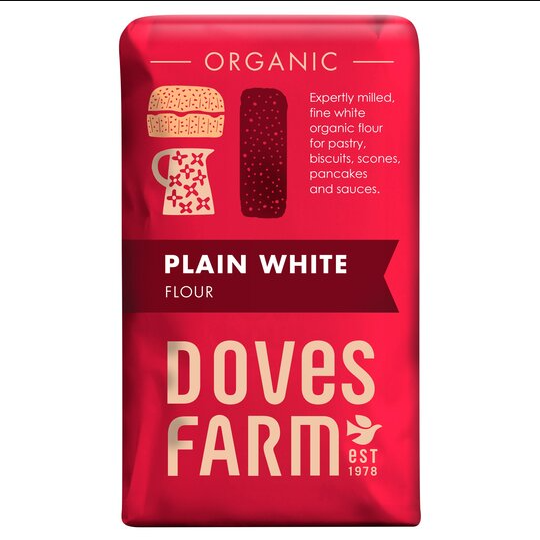 ORGANIC
Expertly milled,
fine white
organic flour
for pastry,
biscuits, scones,
pancakes
and sauces.
PLAIN WHITE
FLOUR
DOVES
FARM
EST
1978